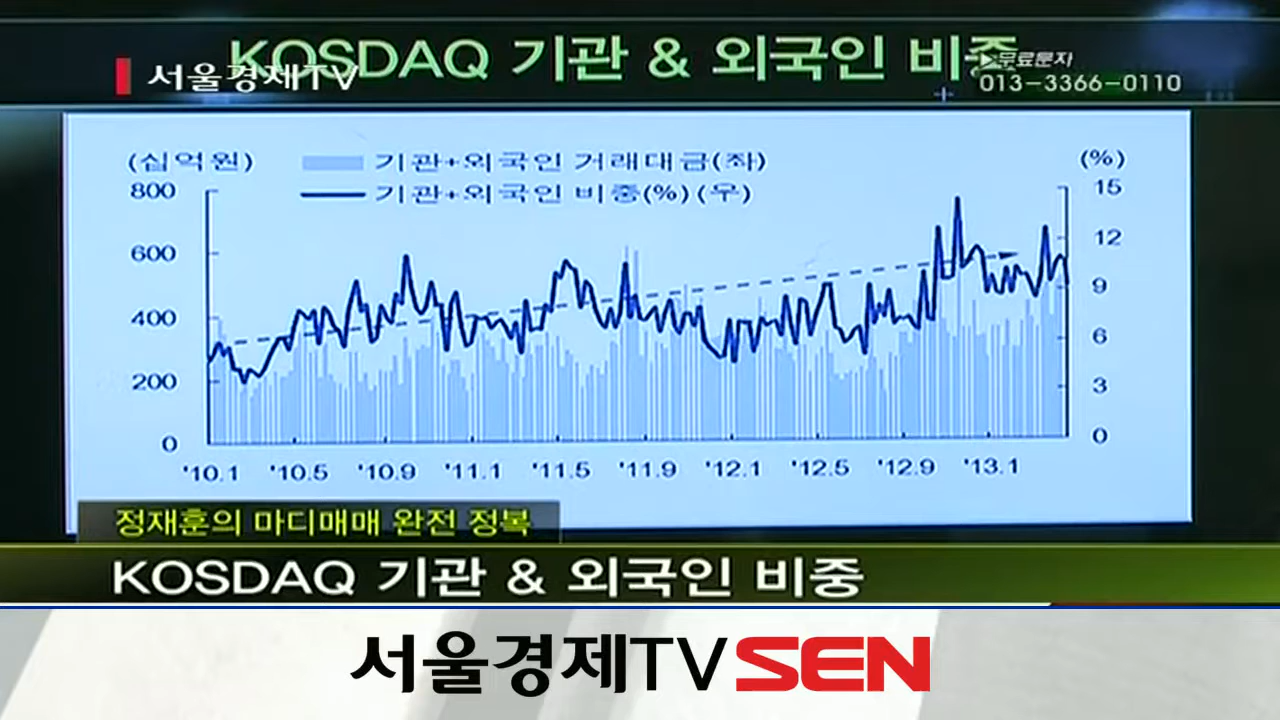 KOSDAQ 기관 & 외국인 비중
서울경제TV
무료문자
013-3366-0110
(십억원)
기관+외국인 거래대금(좌)
(%)
기관+외국인 비중(%)(우)
800
600
400
200
0
15
12
9
6
3
0
'10.1 '10.5 '10.9 '11.1 '11.5 '11.9 '12.1 '12.5 '12.9 '13.1
정재훈의 마디매매 완전 정복
KOSDAQ 기관 & 외국인 비중
서울경제TV SEN